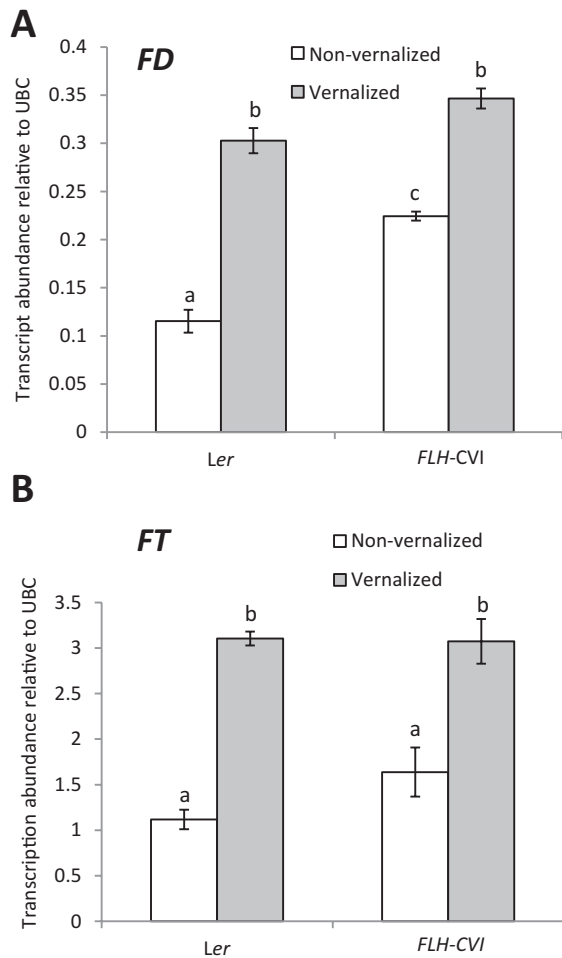 A
FD
Non-vernalized
Vernalized
Transcript abundance relative to UBC
0.4
0.35
0.3
0.25
0.2
0.15
0.1
0.05
0
a
b
c
b
Ler
FLH-CVI
B
FT
Non-vernalized
Vernalized
Transcription abundance relative to UBC
3.5
3
2.5
2
1.5
1
0.5
0
a
b
a
b
Ler
FLH-CVI